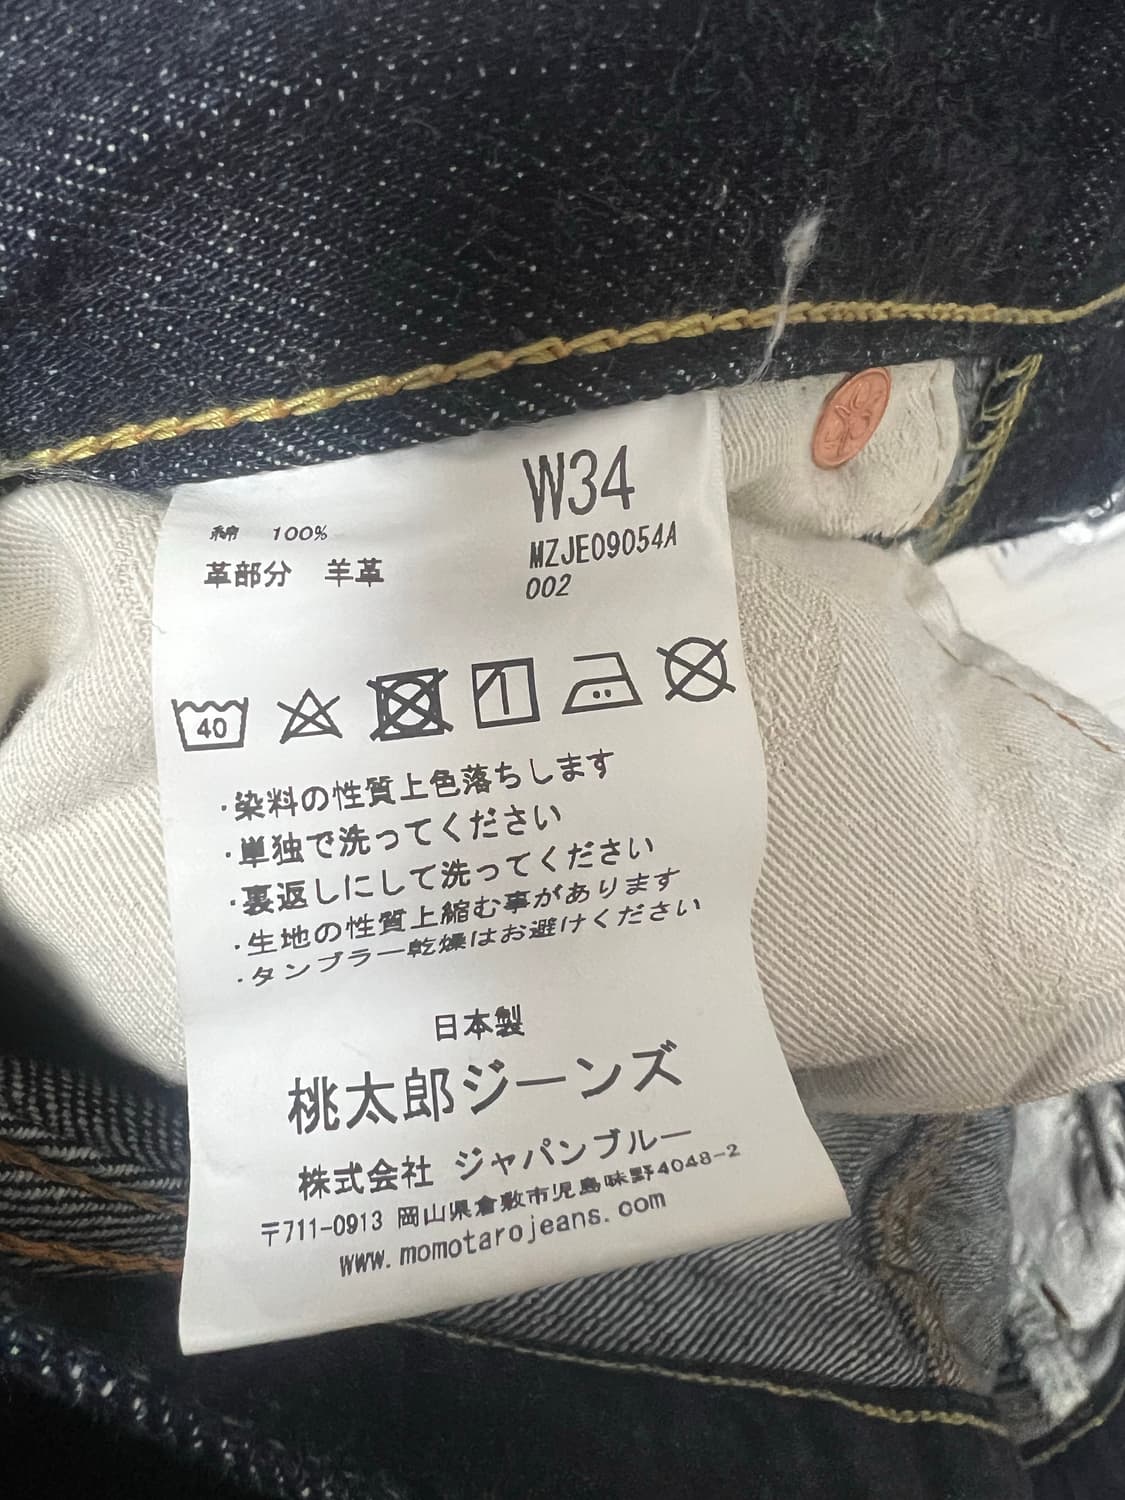 W34
綿 100%
MZJE09054A
革部分 羊革
002
40
・染料の性質上色落ちします
・単独で洗ってください
・裏返しにして洗ってください
・生地の性質上縮む事があります
・タンブラー乾燥はお避けください
日本製
桃太郎ジーンズ
株式会社 ジャパンブルー
〒711-0913 岡山県倉敷市児島味野4048-2
www.momotarojeans.com